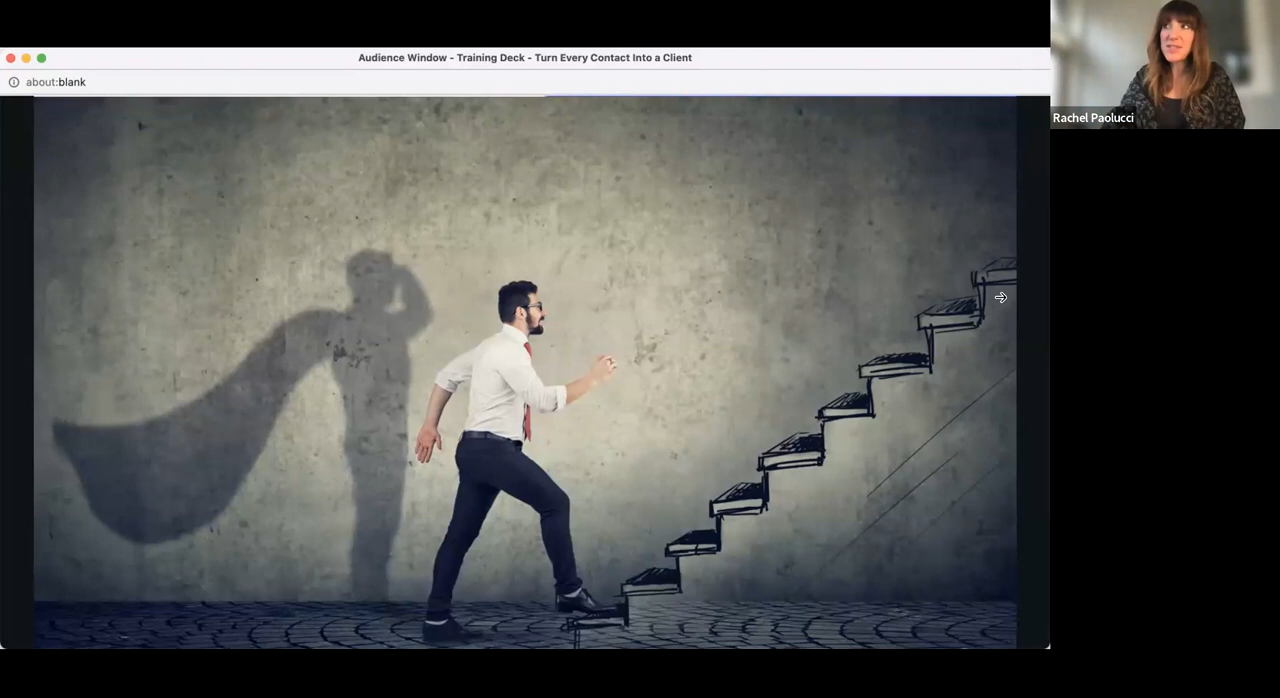 Audience Window - Training Deck - Turn Every Contact Into a Client
about:blank
Rachel Paolucci